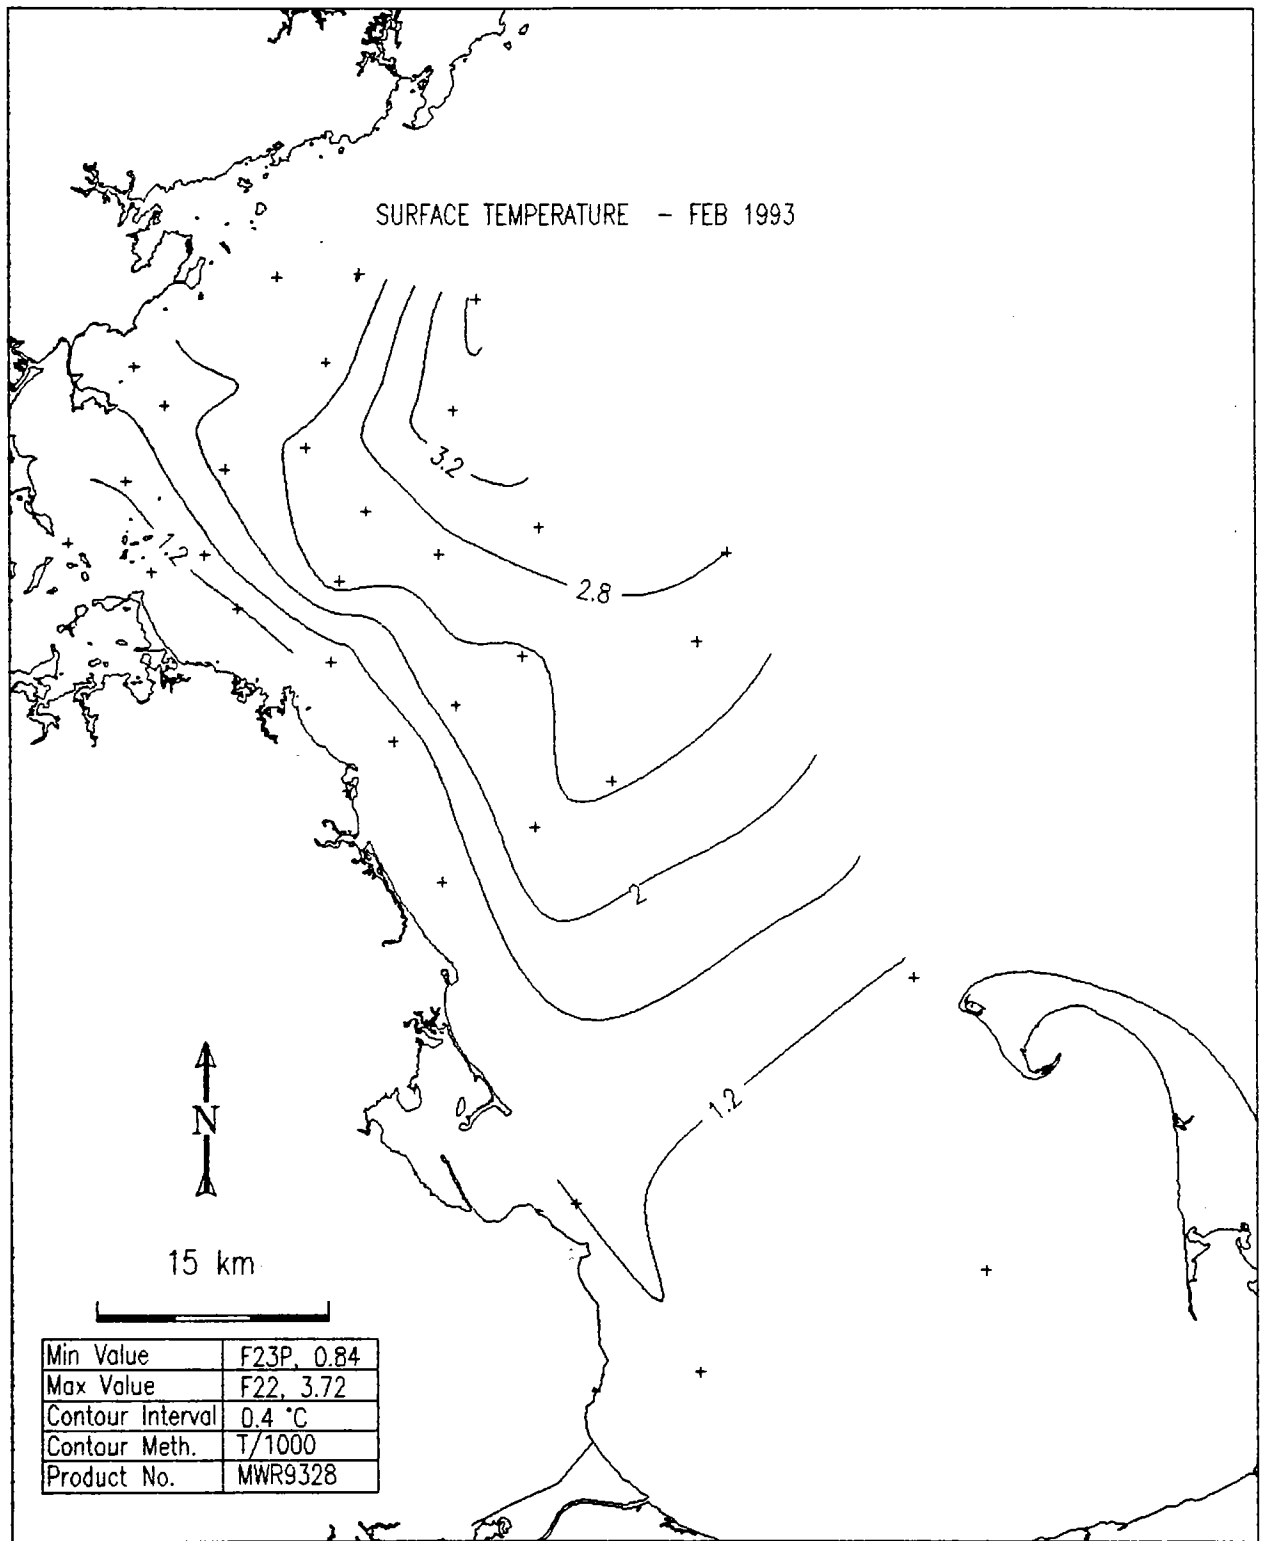 SURFACE TEMPERATURE - FEB 1993
3.2
1.2
2.8
2
1.2
N
15 km
Min Value F23P, 0.84
Max Value F22, 3.72
Contour Interval 0.4 °C
Contour Meth. T/1000
Product No. MWR9328